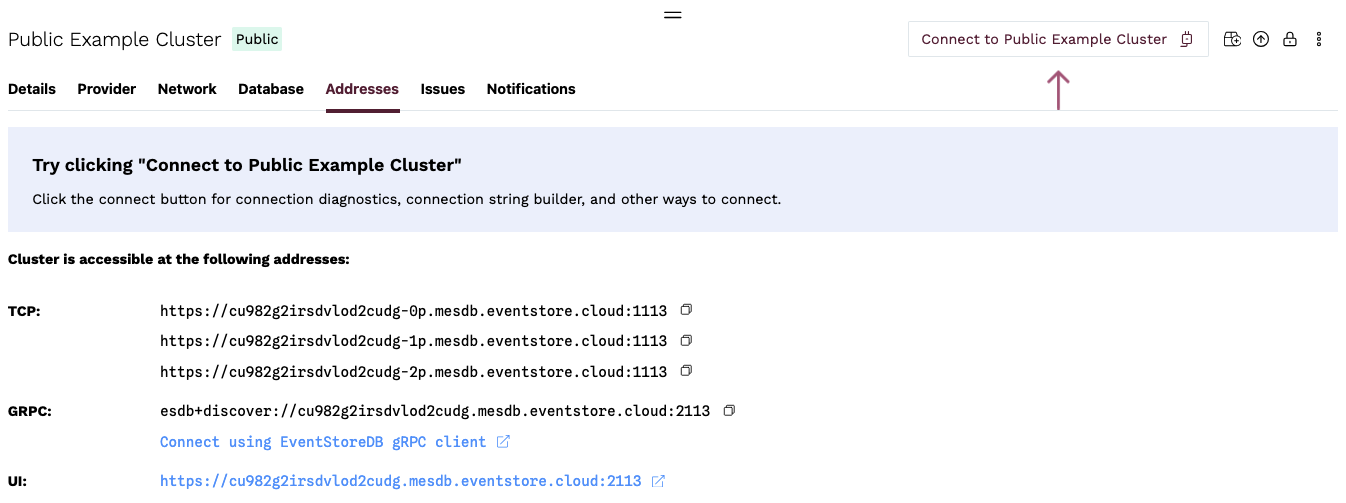 Public Example Cluster Public
Connect to Public Example Cluster
Details Provider Network Database Addresses Issues Notifications
Try clicking "Connect to Public Example Cluster"
Click the connect button for connection diagnostics, connection string builder, and other ways to connect.
Cluster is accessible at the following addresses:
TCP: https://cu982g2irsdvlod2cudg-0p.mesdb.eventstore.cloud:1113
https://cu982g2irsdvlod2cudg-1p.mesdb.eventstore.cloud:1113
https://cu982g2irsdvlod2cudg-2p.mesdb.eventstore.cloud:1113
GRPC: esdb+discover://cu982g2irsdvlod2cudg.mesdb.eventstore.cloud:2113
Connect using EventStoreDB gRPC client
UI: https://cu982g2irsdvlod2cudg.mesdb.eventstore.cloud:2113